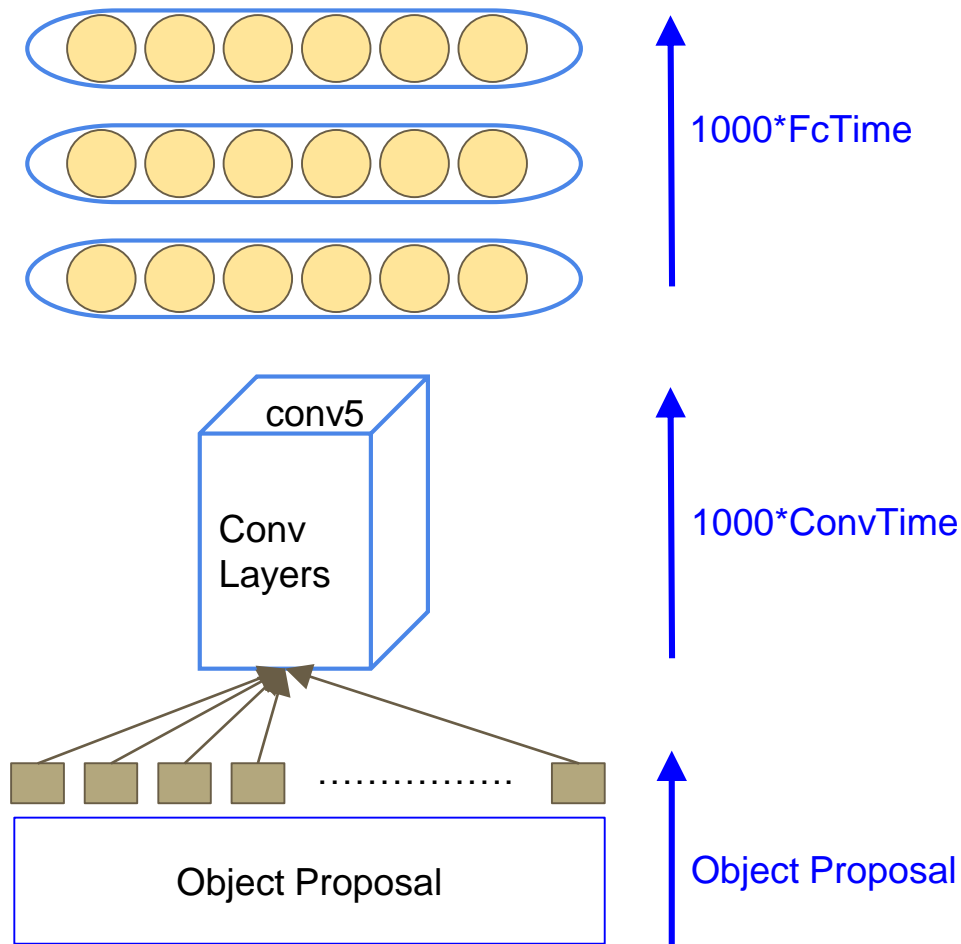 1000*FcTime
conv5
Conv
Layers
1000*ConvTime
................
Object Proposal
Object Proposal